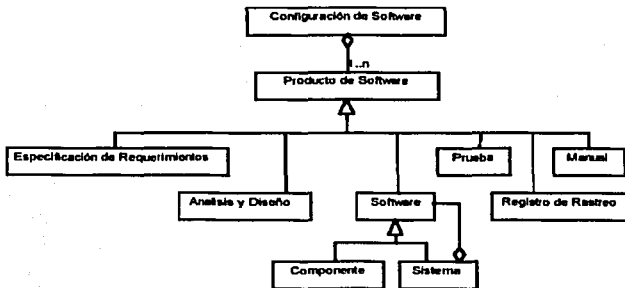 Configuración de Software
1..n
Producto de Software
Especificación de Requerimientos
Prueba
Manual
Analisis y Diseño
Software
Registro de Rastreo
Componente
Sistema